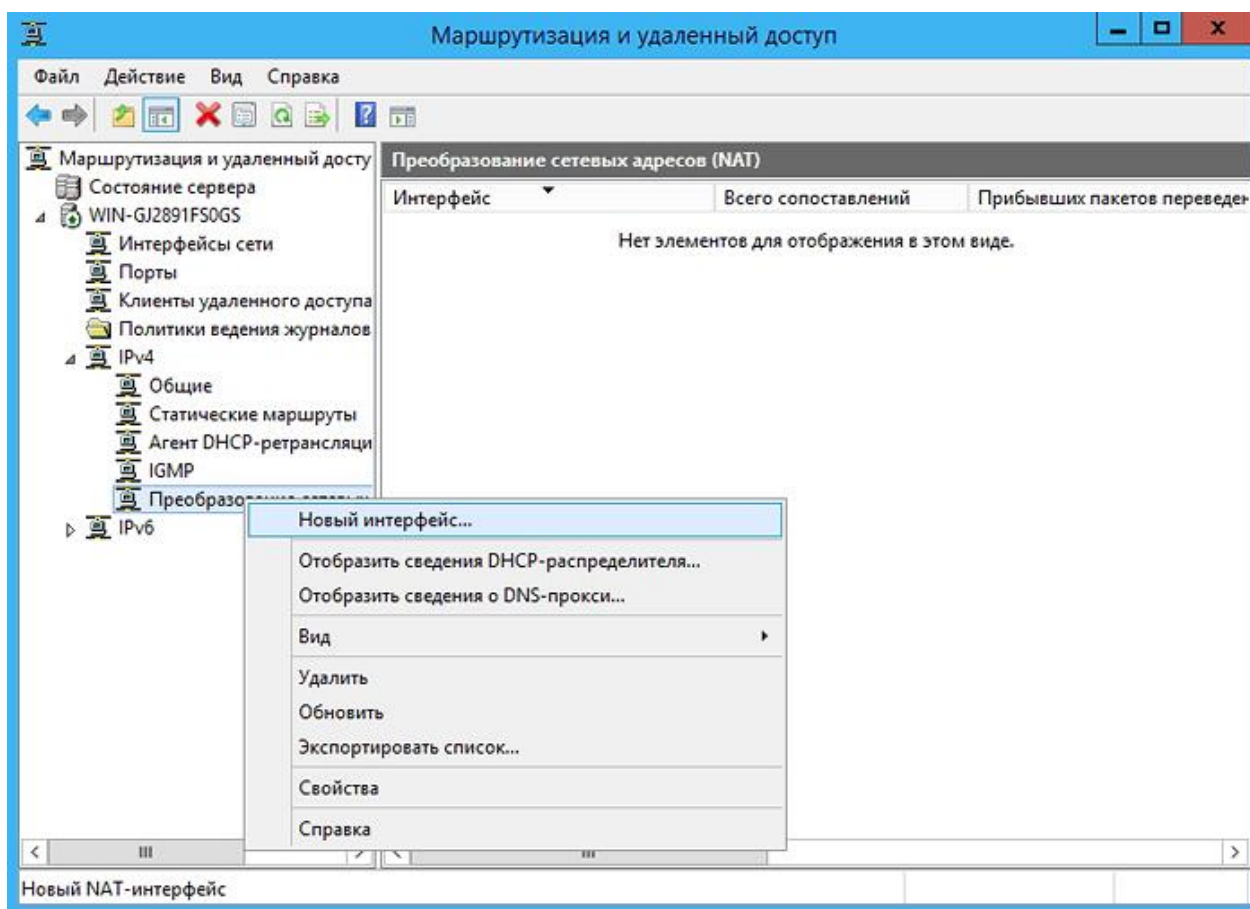 Маршрутизация и удаленный доступ
Файл Действие Вид Справка
Маршрутизация и удаленный досту
Состояние сервера
WIN-GJ2891FS0GS
Интерфейсы сети
Порты
Клиенты удаленного доступа
Политики ведения журналов
IPv4
Общие
Статические маршруты
Агент DHCP-ретрансляци
IGMP
IPv6
Преобразование сетевых адресов (NAT)
Интерфейс Всего сопоставлений Прибывших пакетов переведен
Нет элементов для отображения в этом виде.
Новый интерфейс...
Отобразить сведения DHCP-распределителя...
Отобразить сведения о DNS-прокси...
Вид
Удалить
Обновить
Экспортировать список...
Свойства
Справка
Новый NAT-интерфейс